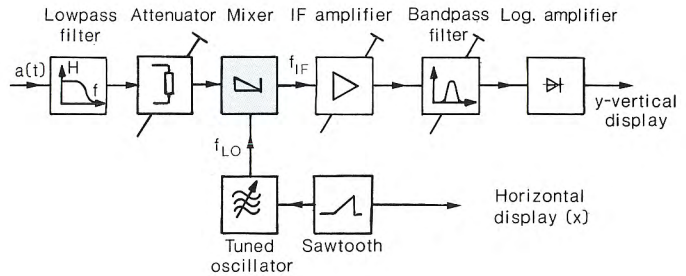 Lowpass filter
Attenuator
Mixer
IF amplifier
Bandpass filter
Log. amplifier
a(t)
H
f
f_IF
y-vertical display
f_LO
Horizontal display (x)
Tuned oscillator
Sawtooth